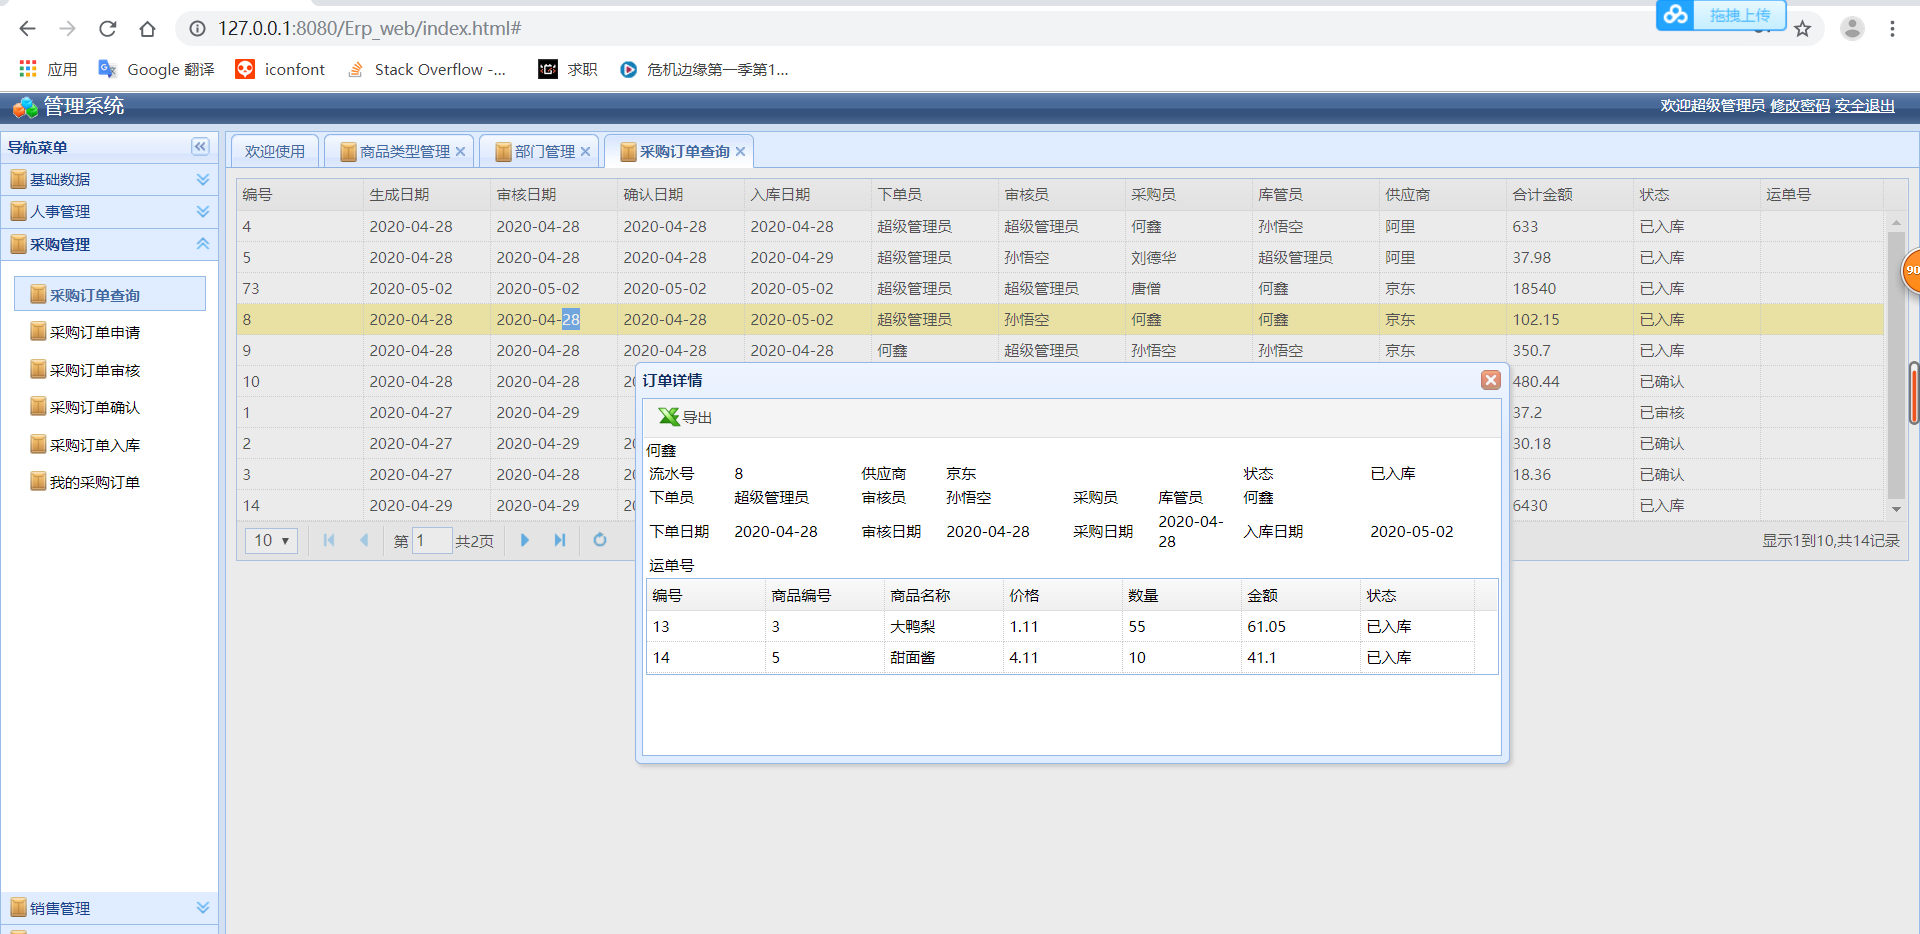 127.0.0.1:8080/Erp_web/index.html#
拖拽上传
应用 Google 翻译 iconfont Stack Overflow -... 求职 危机边缘第一季第1...
管理系统 欢迎超级管理员 修改密码 安全退出
导航菜单
基础数据
人事管理
采购管理
采购订单查询
采购订单申请
采购订单审核
采购订单确认
采购订单入库
我的采购订单
销售管理
欢迎使用 商品类型管理 部门管理 采购订单查询
编号 生成日期 审核日期 确认日期 入库日期 下单员 审核员 采购员 库管员 供应商 合计金额 状态 运单号
4 2020-04-28 2020-04-28 2020-04-28 2020-04-28 超级管理员 超级管理员 何鑫 孙悟空 阿里 633 已入库
5 2020-04-28 2020-04-28 2020-04-28 2020-04-29 超级管理员 孙悟空 刘德华 超级管理员 阿里 37.98 已入库
73 2020-05-02 2020-05-02 2020-05-02 2020-05-02 超级管理员 超级管理员 唐僧 何鑫 京东 18540 已入库
8 2020-04-28 2020-04-28 2020-04-28 2020-05-02 超级管理员 孙悟空 何鑫 何鑫 京东 102.15 已入库
9 2020-04-28 2020-04-28 2020-04-28 2020-04-28 何鑫 超级管理员 孙悟空 孙悟空 京东 350.7 已入库
10 2020-04-28 2020-04-28 480.44 已确认
1 2020-04-27 2020-04-29 37.2 已审核
2 2020-04-27 2020-04-29 30.18 已确认
3 2020-04-27 2020-04-28 18.36 已确认
14 2020-04-29 2020-04-29 6430 已入库
10 第 1 共2页 显示1到10,共14记录
订单详情
导出
何鑫
流水号 8 供应商 京东 状态 已入库
下单员 超级管理员 审核员 孙悟空 采购员 库管员 何鑫
下单日期 2020-04-28 审核日期 2020-04-28 采购日期 2020-04-28 入库日期 2020-05-02
运单号
编号 商品编号 商品名称 价格 数量 金额 状态
13 3 大鸭梨 1.11 55 61.05 已入库
14 5 甜面酱 4.11 10 41.1 已入库
90